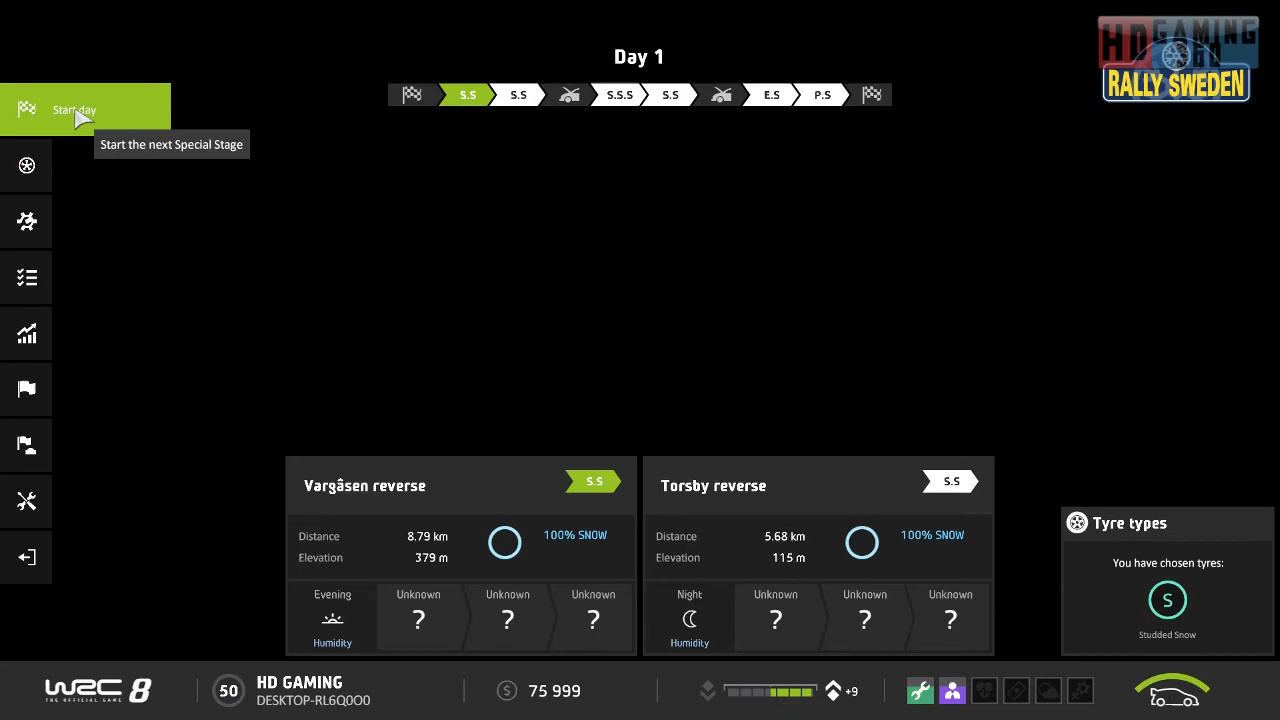 Day 1
HD GAMING
RALLY SWEDEN
S.S S.S S.S.S S.S E.S P.S
Start day
Start the next Special Stage
Vargåsen reverse S.S
Distance 8.79 km 100% SNOW
Elevation 379 m
Evening Unknown Unknown Unknown
? ? ?
Humidity
Torsby reverse S.S
Distance 5.68 km 100% SNOW
Elevation 115 m
Night Unknown Unknown Unknown
? ? ?
Humidity
Tyre types
You have chosen tyres:
S
Studded Snow
WRC 8
THE OFFICIAL GAME
50 HD GAMING
DESKTOP-RL6Q0O0
S 75 999
+9